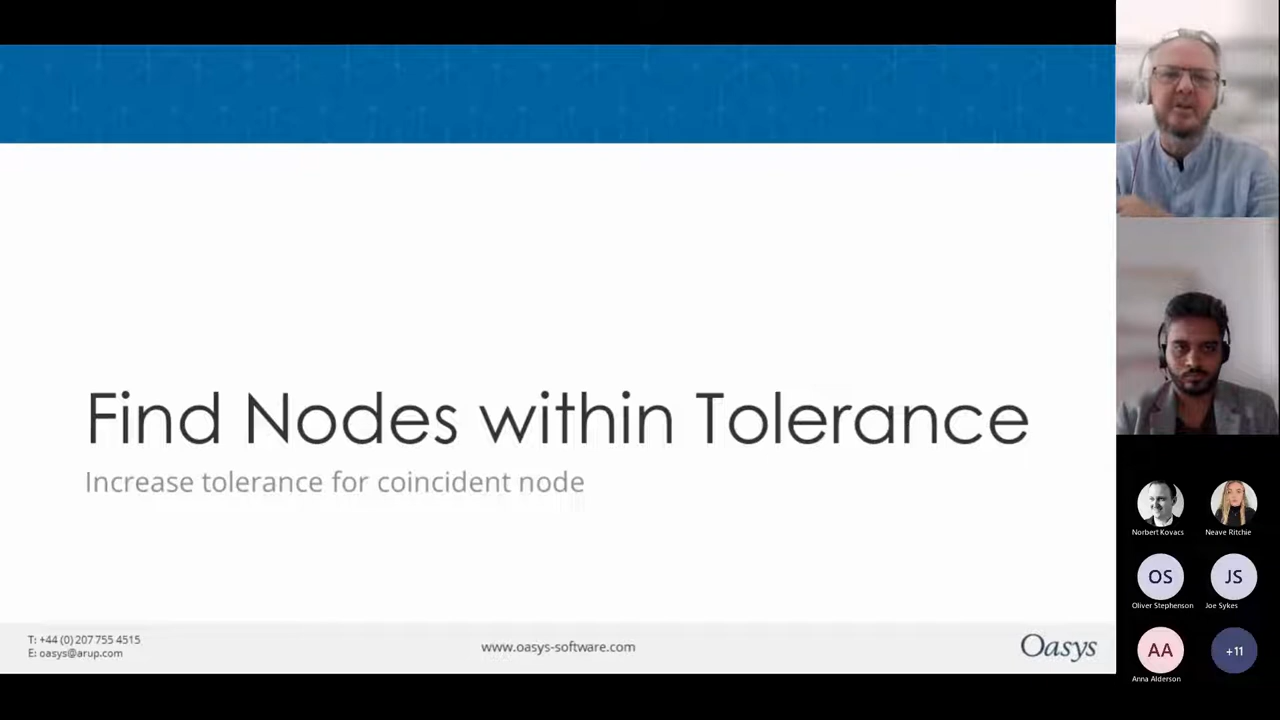 Find Nodes within Tolerance
Increase tolerance for coincident node
T: +44 (0) 207 755 4515
E: oasys@arup.com
www.oasys-software.com
Oasys
Norbert Kovacs
Neave Ritchie
OS
Oliver Stephenson
JS
Joe Sykes
AA
Anna Alderson
+11